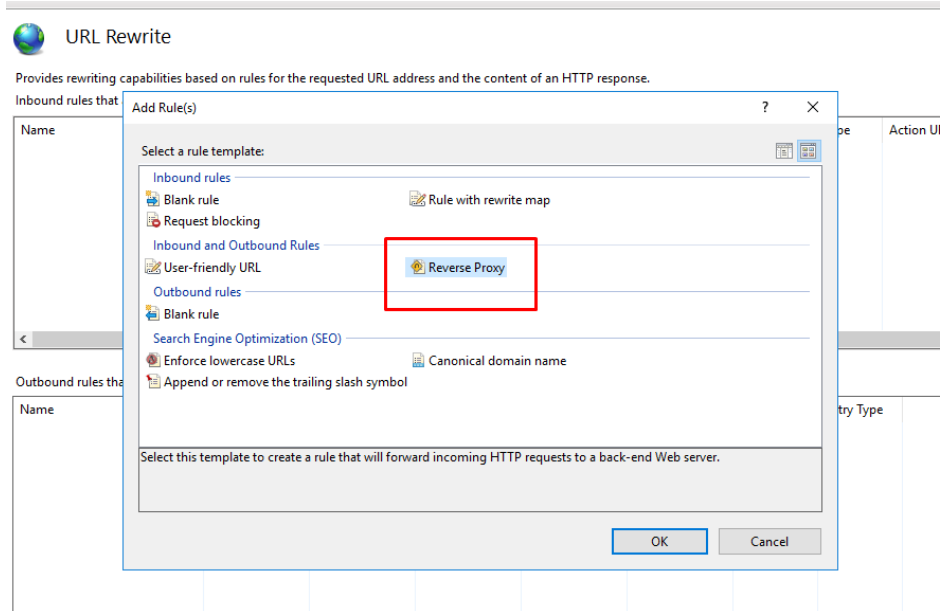 URL Rewrite
Provides rewriting capabilities based on rules for the requested URL address and the content of an HTTP response.
Inbound rules that
Add Rule(s)
?
Name
Action
Select a rule template:
Inbound rules
Blank rule
Rule with rewrite map
Request blocking
Inbound and Outbound Rules
User-friendly URL
Reverse Proxy
Outbound rules
Blank rule
Search Engine Optimization (SEO)
Enforce lowercase URLs
Canonical domain name
Append or remove the trailing slash symbol
Outbound rules
Name
Type
Select this template to create a rule that will forward incoming HTTP requests to a back-end Web server.
OK
Cancel